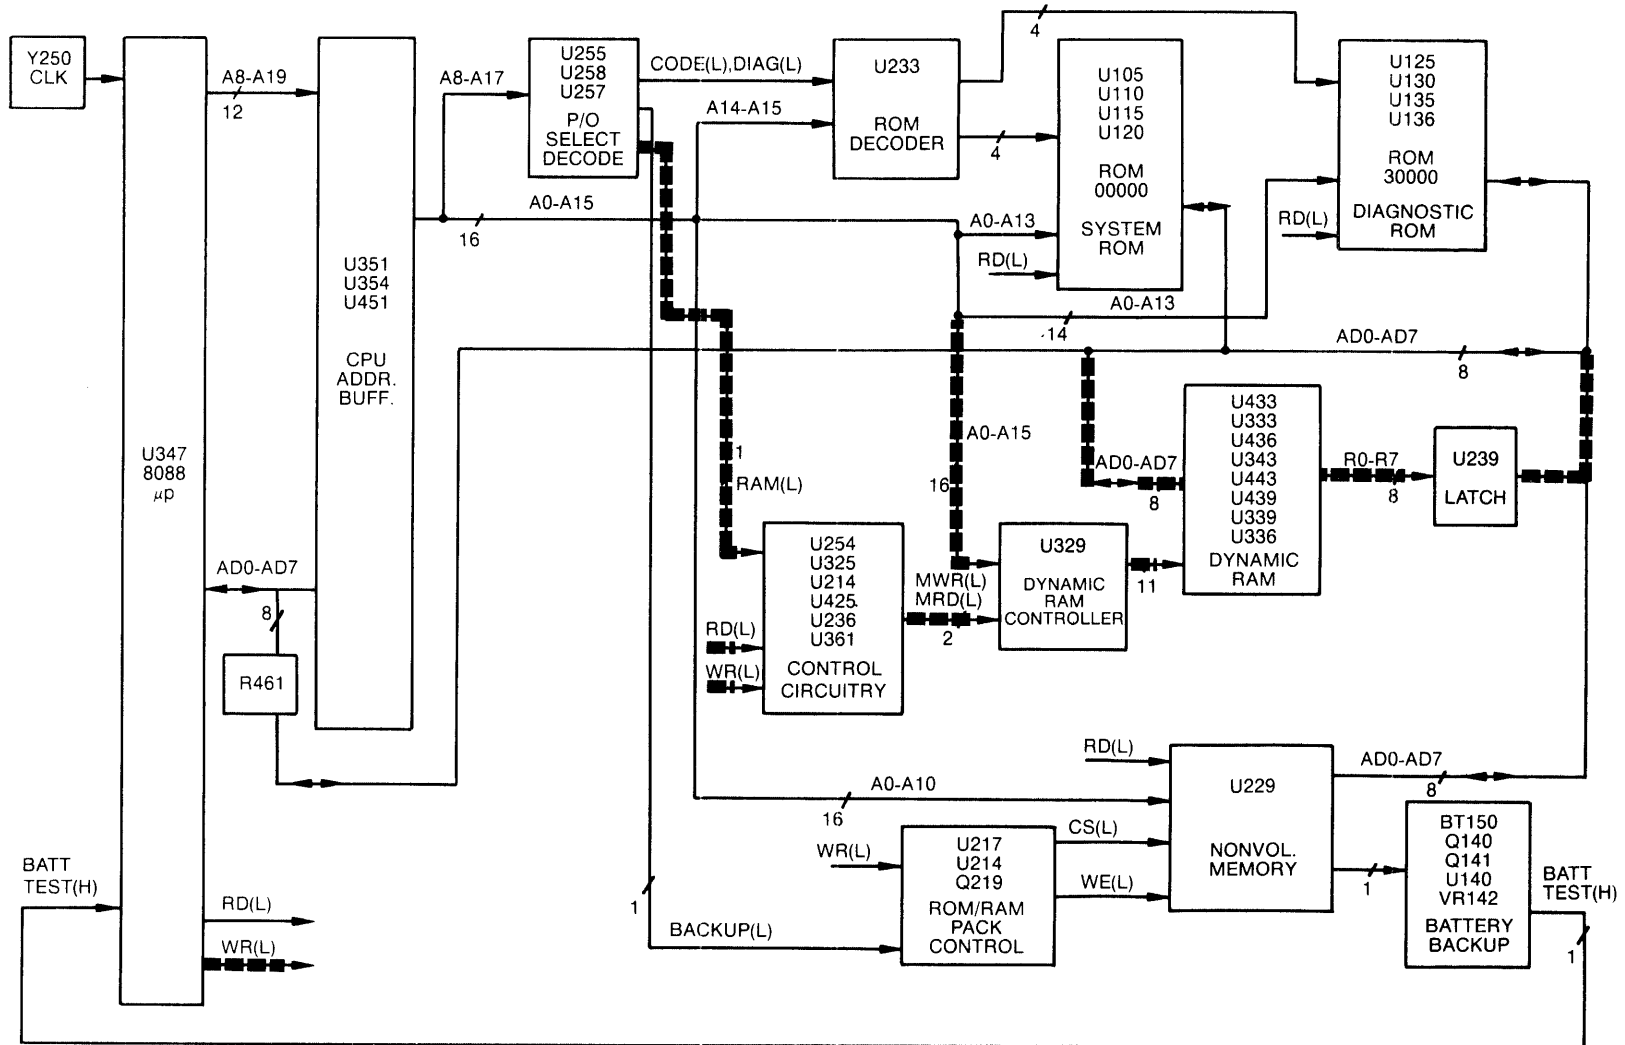 Y250
CLK
A8-A19
12
U347
8088
µp
AD0-AD7
8
R461
BATT
TEST(H)
RD(L)
WR(L)
U351
U354
U451
CPU
ADDR.
BUFF.
A8-A17
A0-A15
16
U255
U258
U257
P/O
SELECT
DECODE
CODE(L),DIAG(L)
A14-A15
U233
ROM
DECODER
4
4
U105
U110
U115
U120
ROM
00000
SYSTEM
ROM
A0-A13
RD(L)
A0-A13
14
U125
U130
U135
U136
ROM
30000
DIAGNOSTIC
ROM
RD(L)
AD0-AD7
8
1
RAM(L)
A0-A15
16
AD0-AD7
8
U433
U333
U436
U343
U443
U439
U339
U336
DYNAMIC
RAM
R0-R7
8
U239
LATCH
U254
U325
U214
U425
U236
U361
CONTROL
CIRCUITRY
RD(L)
WR(L)
MWR(L)
MRD(L)
2
U329
DYNAMIC
RAM
CONTROLLER
11
RD(L)
A0-A10
16
U229
NONVOL.
MEMORY
AD0-AD7
8
WR(L)
1
BACKUP(L)
U217
U214
Q219
ROM/RAM
PACK
CONTROL
CS(L)
WE(L)
1
BT150
Q140
Q141
U140
VR142
BATTERY
BACKUP
BATT
TEST(H)
1